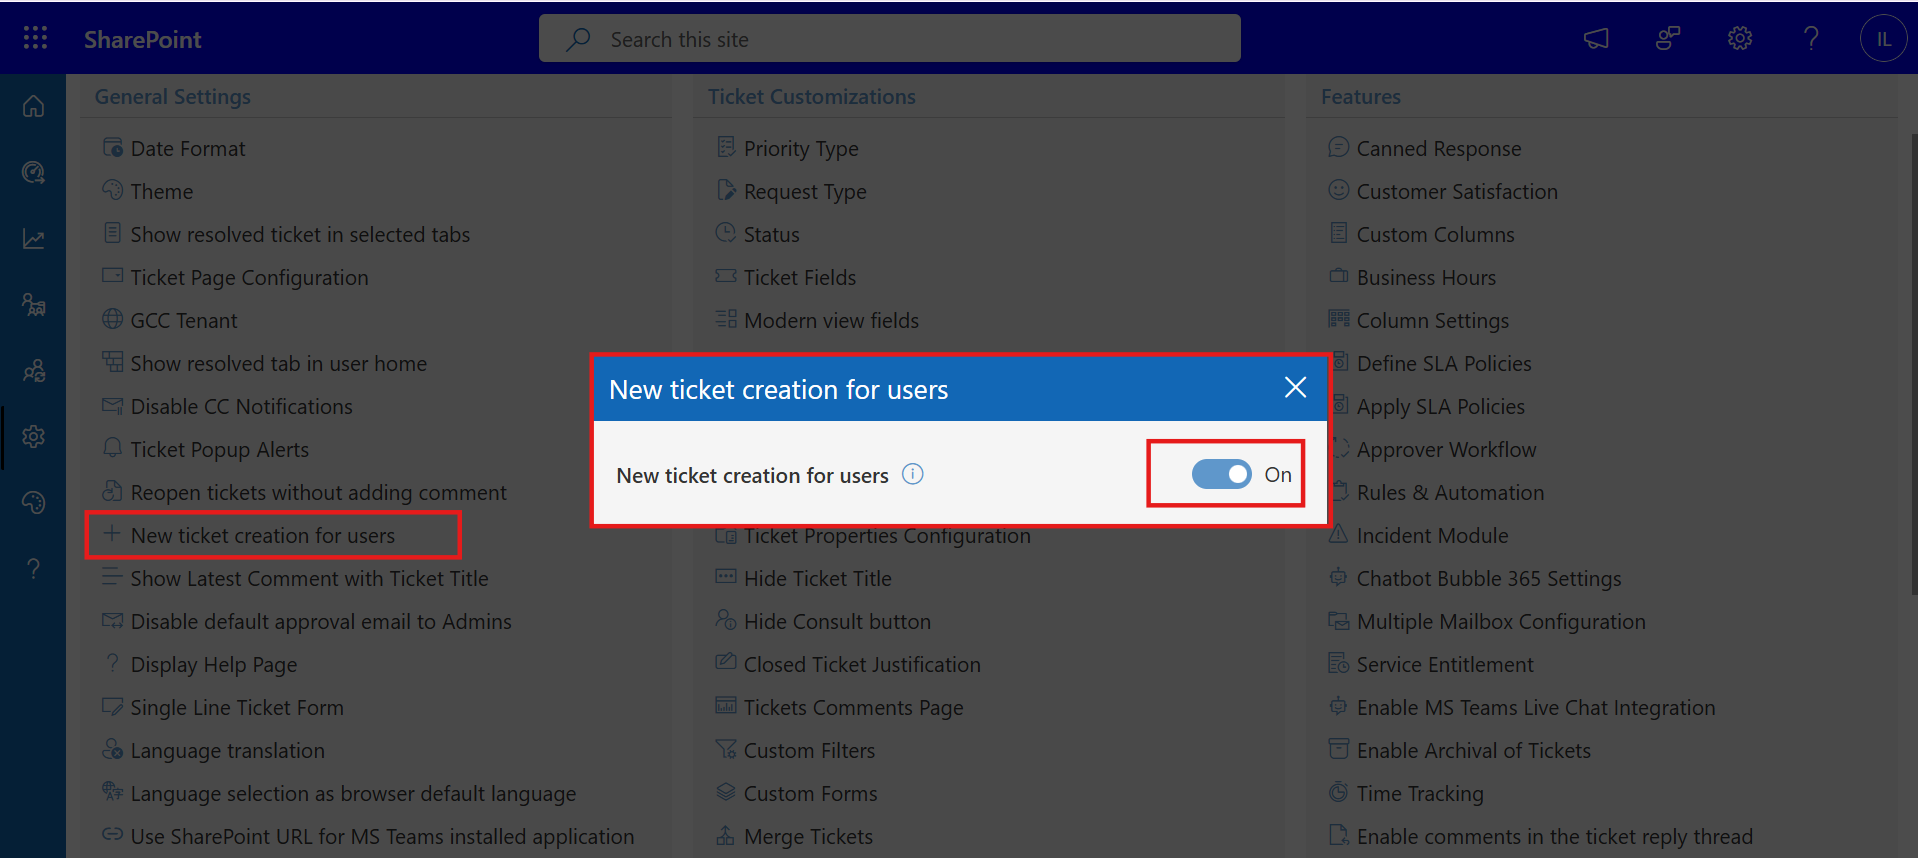 SharePoint
Search this site
IL
General Settings
Date Format
Theme
Show resolved ticket in selected tabs
Ticket Page Configuration
GCC Tenant
Show resolved tab in user home
Disable CC Notifications
Ticket Popup Alerts
Reopen tickets without adding comment
New ticket creation for users
Show Latest Comment with Ticket Title
Disable default approval email to Admins
Display Help Page
Single Line Ticket Form
Language translation
Language selection as browser default language
Use SharePoint URL for MS Teams installed application
Ticket Customizations
Priority Type
Request Type
Status
Ticket Fields
Modern view fields
New ticket creation for users
New ticket creation for users
On
Ticket Properties Configuration
Hide Ticket Title
Hide Consult button
Closed Ticket Justification
Tickets Comments Page
Custom Filters
Custom Forms
Merge Tickets
Features
Canned Response
Customer Satisfaction
Custom Columns
Business Hours
Column Settings
Define SLA Policies
Apply SLA Policies
Approver Workflow
Rules & Automation
Incident Module
Chatbot Bubble 365 Settings
Multiple Mailbox Configuration
Service Entitlement
Enable MS Teams Live Chat Integration
Enable Archival of Tickets
Time Tracking
Enable comments in the ticket reply thread